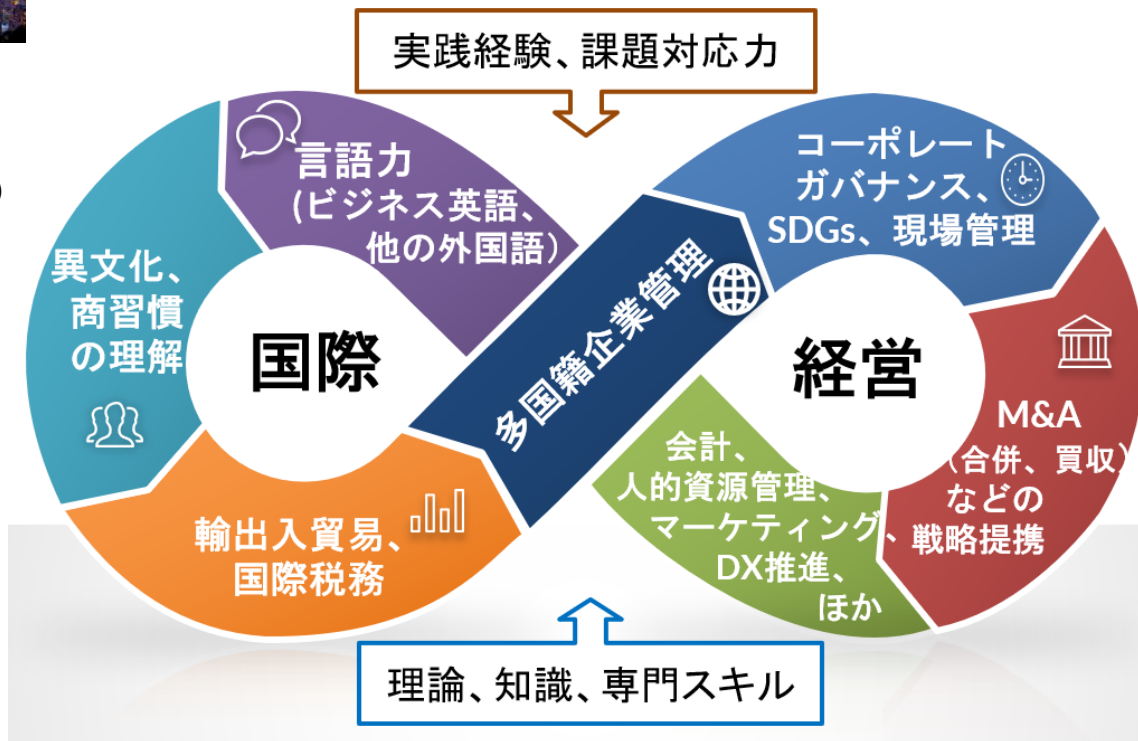 実践経験、課題対応力
言語力
(ビジネス英語、
他の外国語）
異文化、
商習慣
の理解
国際
輸出入貿易、
国際税務
多国籍企業管理
コーポレート
ガバナンス、
SDGs、現場管理
経営
M&A
（合併、買収）
などの
戦略提携
会計、
人的資源管理、
マーケティング、
DX推進、
ほか
理論、知識、専門スキル